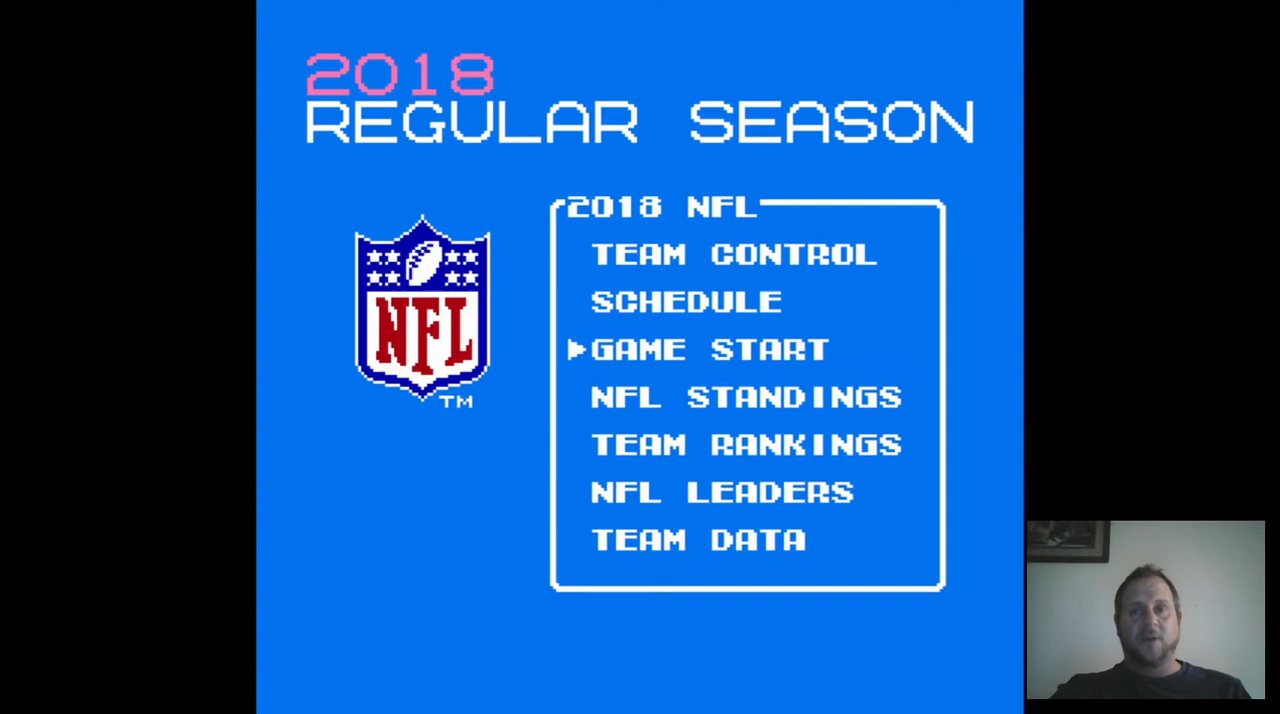 2018
REGULAR SEASON
2018 NFL
TEAM CONTROL
SCHEDULE
▶GAME START
NFL STANDINGS
TEAM RANKINGS
NFL LEADERS
TEAM DATA
NFL
TM